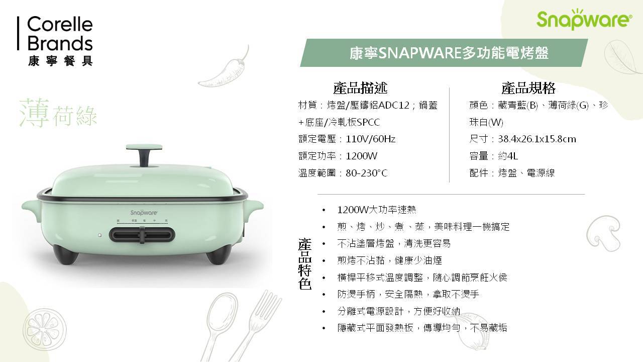 Corelle
Brands
康寧餐具
Snapware
康寧SNAPWARE多功能電烤盤
薄荷綠
Snapware
產品描述
材質：烤盤/壓鑄鋁ADC12；鍋蓋
+底座/冷軋板SPCC
額定電壓：110V/60Hz
額定功率：1200W
溫度範圍：80-230°C
產品規格
顏色：藏青藍(B)、薄荷綠(G)、珍
珠白(W)
尺寸：38.4x26.1x15.8cm
容量：約4L
配件：烤盤、電源線
產品特色
• 1200W大功率速熱
• 煎、烤、炒、煮、蒸，美味料理一機搞定
• 不沾塗層烤盤，清洗更容易
• 煎烤不沾黏，健康少油煙
• 橫桿平移式溫度調整，隨心調節烹飪火侯
• 防燙手柄，安全隔熱，拿取不燙手
• 分離式電源設計，方便好收納
• 隱藏式平面發熱板，傳導均勻，不易藏垢